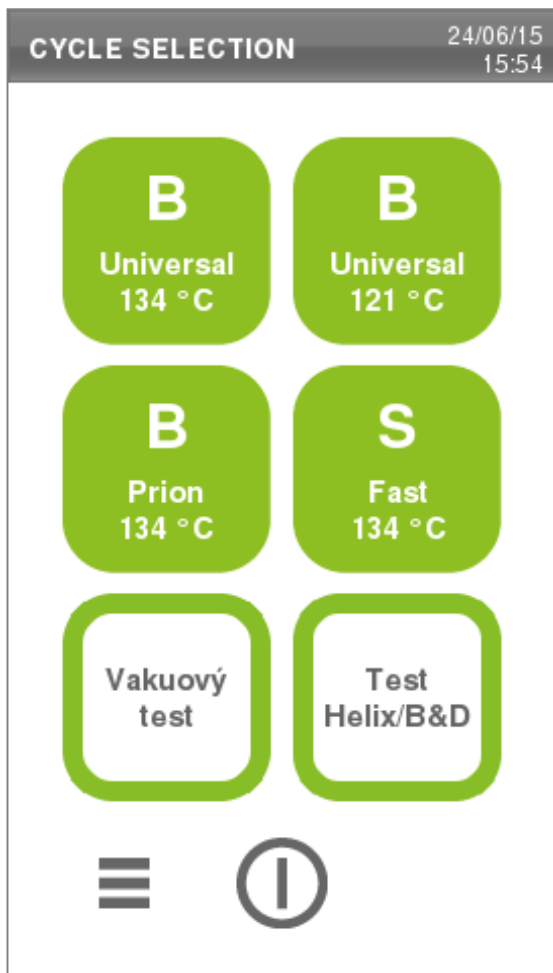 CYCLE SELECTION
24/06/15
15:54
B
Universal
134 °C
B
Universal
121 °C
B
Prion
134 °C
S
Fast
134 °C
Vakuový
test
Test
Helix/B&D